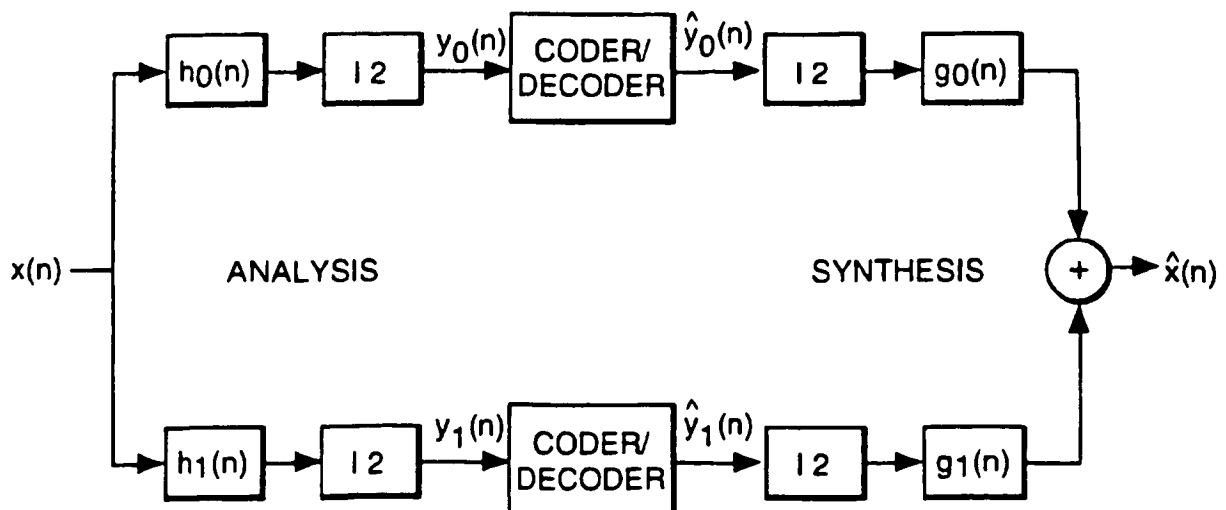 h0(n) I 2 y0(n) CODER/ ŷ0(n) I 2 g0(n)
DECODER
x(n) ANALYSIS SYNTHESIS + x̂(n)
h1(n) I 2 y1(n) CODER/ ŷ1(n) I 2 g1(n)
DECODER